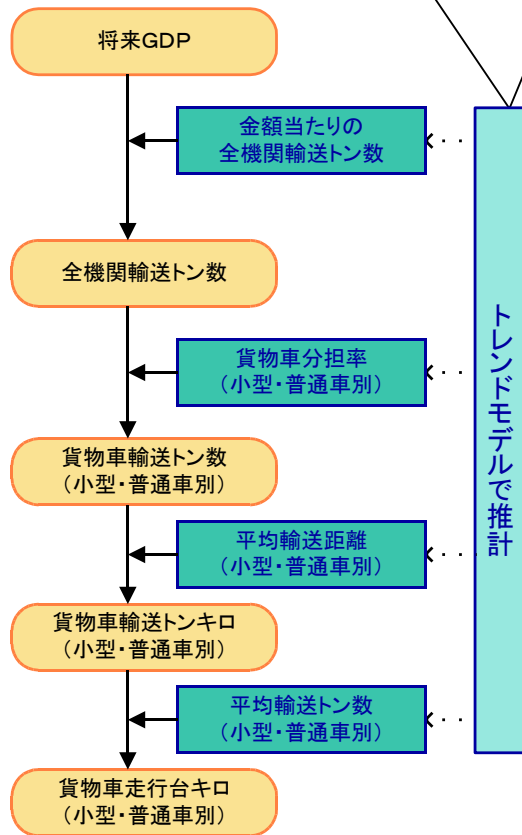 将来GDP
金額当たりの
全機関輸送トン数
全機関輸送トン数
貨物車分担率
(小型・普通車別)
貨物車輸送トン数
(小型・普通車別)
平均輸送距離
(小型・普通車別)
貨物車輸送トンキロ
(小型・普通車別)
平均輸送トン数
(小型・普通車別)
貨物車走行台キロ
(小型・普通車別)
トレンドモデルで推計